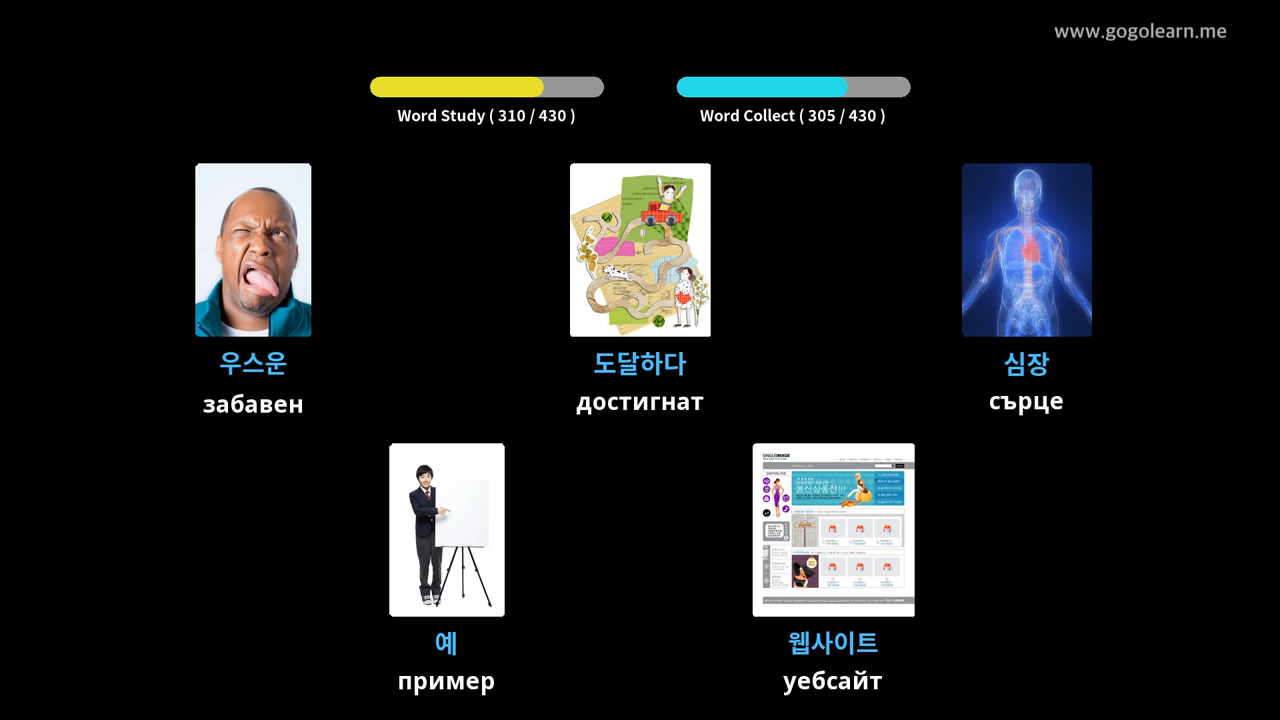 www.gogolearn.me
Word Study ( 310 / 430 )
Word Collect ( 305 / 430 )
우스운
забавен
도달하다
достигнат
심장
сърце
예
пример
웹사이트
уебсайт